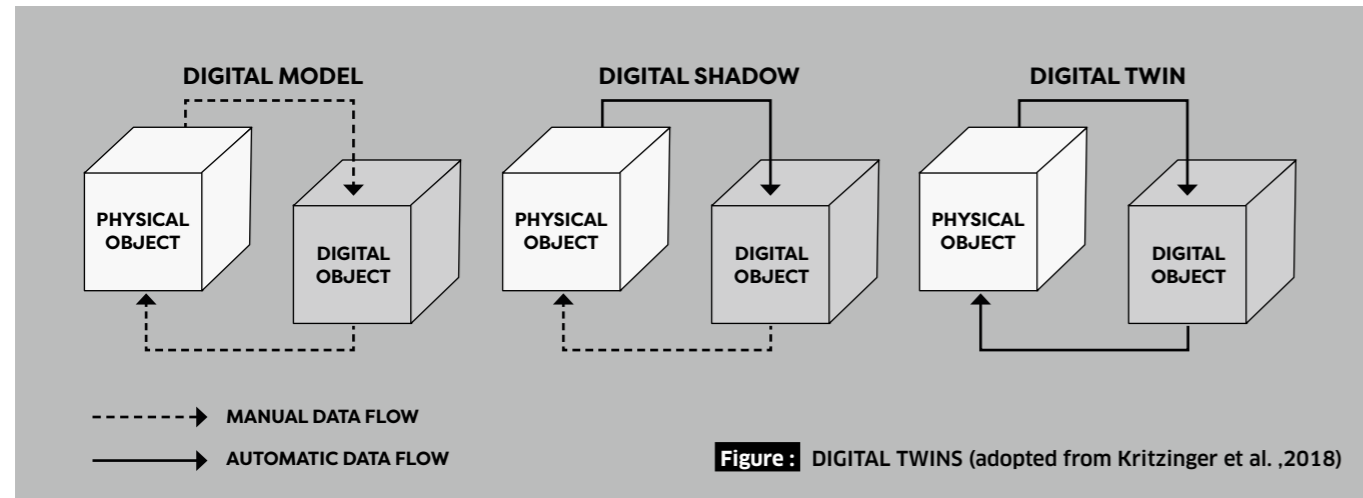 DIGITAL MODEL
PHYSICAL
OBJECT
DIGITAL
OBJECT
DIGITAL SHADOW
PHYSICAL
OBJECT
DIGITAL
OBJECT
DIGITAL TWIN
PHYSICAL
OBJECT
DIGITAL
OBJECT
MANUAL DATA FLOW
AUTOMATIC DATA FLOW
Figure : DIGITAL TWINS (adopted from Kritzinger et al. ,2018)